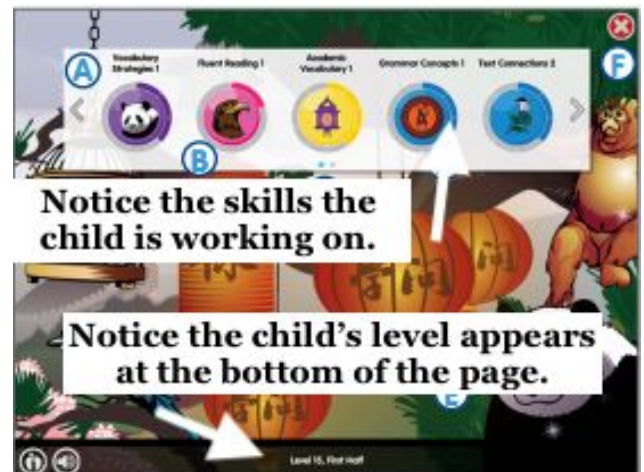 Vocabulary
Strategies 1
Fluent Reading 1
Academic
Vocabulary 1
Grammar Concepts 1
Text Connections 2
A
F
B
Notice the skills the
child is working on.
Notice the child's level appears
at the bottom of the page.
E
Level 15, First Half